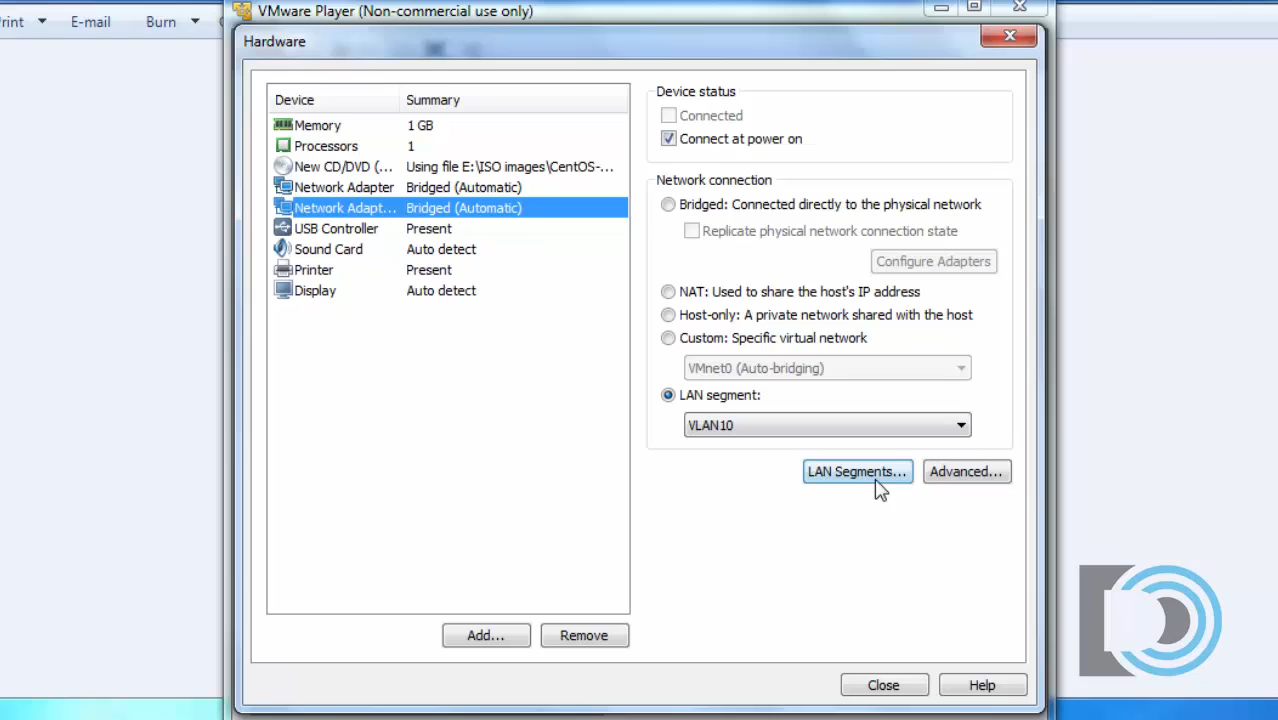 VMware Player (Non-commercial use only)
rint E-mail Burn
Hardware
Device Summary
Memory 1 GB
Processors 1
New CD/DVD (... Using file E:\ISO images\CentOS-...
Network Adapter Bridged (Automatic)
Network Adapt... Bridged (Automatic)
USB Controller Present
Sound Card Auto detect
Printer Present
Display Auto detect
Add... Remove
Device status
Connected
Connect at power on
Network connection
Bridged: Connected directly to the physical network
Replicate physical network connection state
Configure Adapters
NAT: Used to share the host's IP address
Host-only: A private network shared with the host
Custom: Specific virtual network
VMnet0 (Auto-bridging)
LAN segment:
VLAN10
LAN Segments... Advanced...
Close Help